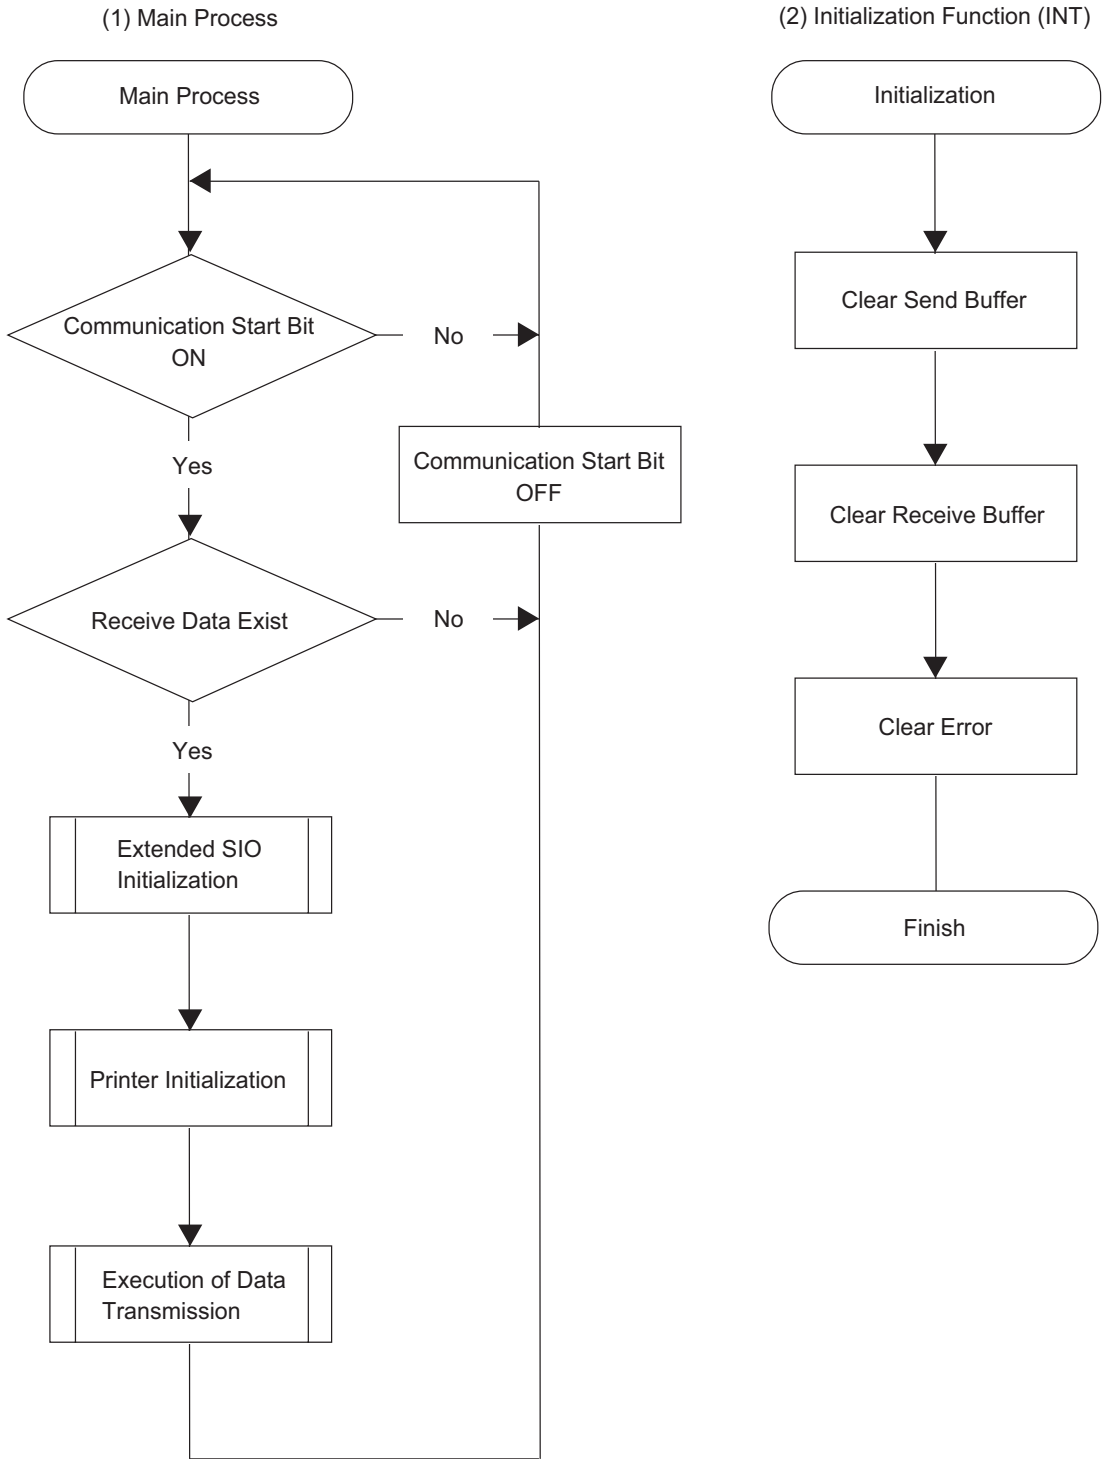 (1) Main Process
Main Process
Communication Start Bit
ON
No
Yes
Communication Start Bit
OFF
Receive Data Exist
No
Yes
Extended SIO
Initialization
Printer Initialization
Execution of Data
Transmission
(2) Initialization Function (INT)
Initialization
Clear Send Buffer
Clear Receive Buffer
Clear Error
Finish